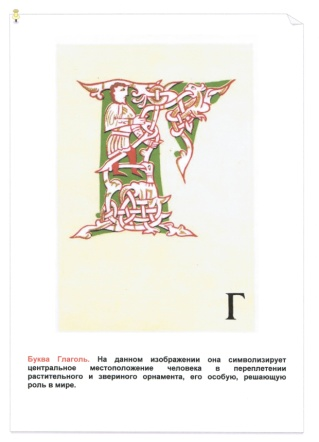 Г
Буква Глаголь. На данном изображении она символизирует
центральное местоположение человека в переплетении
растительного и звериного орнамента, его особую, решающую
роль в мире.